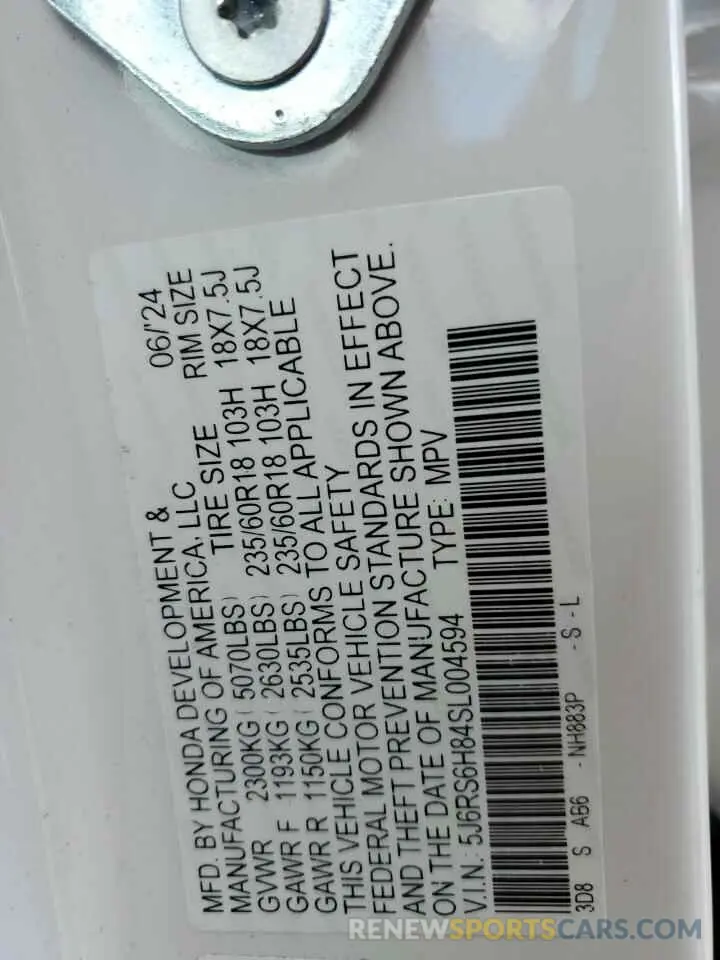 MFD. BY HONDA DEVELOPMENT & 06/'24
MANUFACTURING OF AMERICA, LLC
TIRE SIZE RIM SIZE
GVWR 2300KG (5070LBS)
GAWR F 1193KG (2630LBS) 235/60R18 103H 18X7.5J
GAWR R 1150KG (2535LBS) 235/60R18 103H 18X7.5J
THIS VEHICLE CONFORMS TO ALL APPLICABLE
FEDERAL MOTOR VEHICLE SAFETY
AND THEFT PREVENTION STANDARDS IN EFFECT
ON THE DATE OF MANUFACTURE SHOWN ABOVE.
V.I.N.: 5J6RS6H84SL004594 TYPE: MPV
3D8 S AB6 - NH883P - S - L
RENEWSPORTSCARS.COM